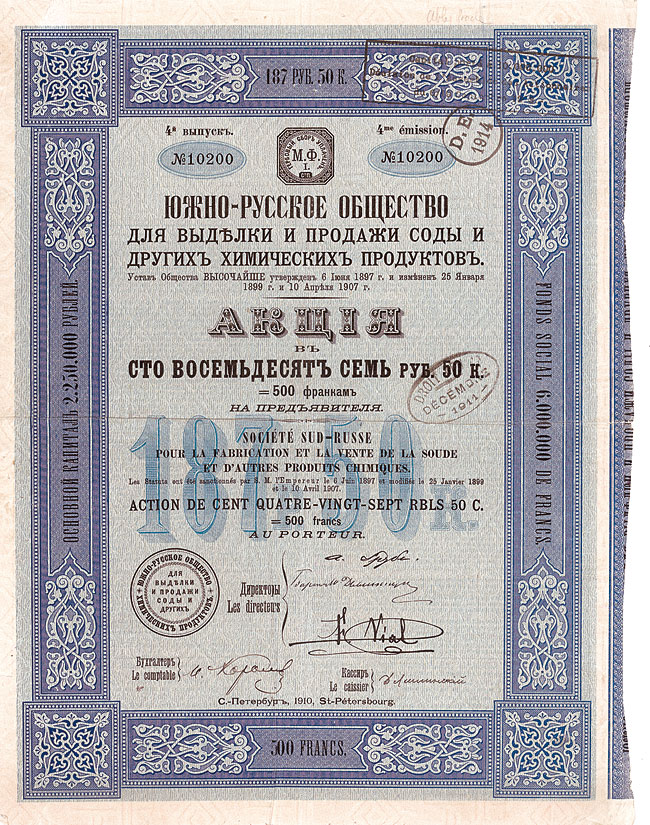 187 РУБ. 50 К.
4й выпускъ.
4me émission.
№10200
М.Ф.
I.
№10200
D.E.
1914
ЮЖНО-РУССКОЕ ОБЩЕСТВО
ДЛЯ ВЫДѢЛКИ И ПРОДАЖИ СОДЫ И
ДРУГИХЪ ХИМИЧЕСКИХЪ ПРОДУКТОВЪ.
Уставъ Общества ВЫСОЧАЙШЕ утвержденъ 6 Іюня 1897 г. и измѣненъ 25 Января
1899 г. и 10 Апрѣля 1907 г.
АКЦІЯ
ВЪ
СТО ВОСЕМЬДЕСЯТЪ СЕМЬ РУБ. 50 К.
=500 франкамъ
НА ПРЕДЪЯВИТЕЛЯ.
DROIT
DÉCEMBRE
1911
ОСНОВНОЙ КАПИТАЛЪ 2.250.000 РУБЛЕЙ.
FONDS SOCIAL 6.000.000 DE FRANCS.
187 50 К.
SOCIÉTÉ SUD-RUSSE
POUR LA FABRICATION ET LA VENTE DE LA SOUDE
ET D'AUTRES PRODUITS CHIMIQUES.
Les Statuts ont été sanctionnés par S. M. l'Empereur le 6 Juin 1897 et modifiés le 25 Janvier 1899
et le 10 Avril 1907.
ACTION DE CENT QUATRE-VINGT-SEPT RBLS 50 C.
=500 francs
AU PORTEUR.
ЮЖНО-РУССКОЕ ОБЩЕСТВО
ДЛЯ
ВЫДѢЛКИ
И ПРОДАЖИ
СОДЫ И
ДРУГИХЪ
ХИМИЧЕСКИХЪ ПРОДУКТОВЪ.
Директоры
Les directeurs
Vial
Бухгалтеръ
Le comptable
Кассиръ
Le caissier
С.-Петербургъ, 1910, St-Pétersbourg.
500 FRANCS.